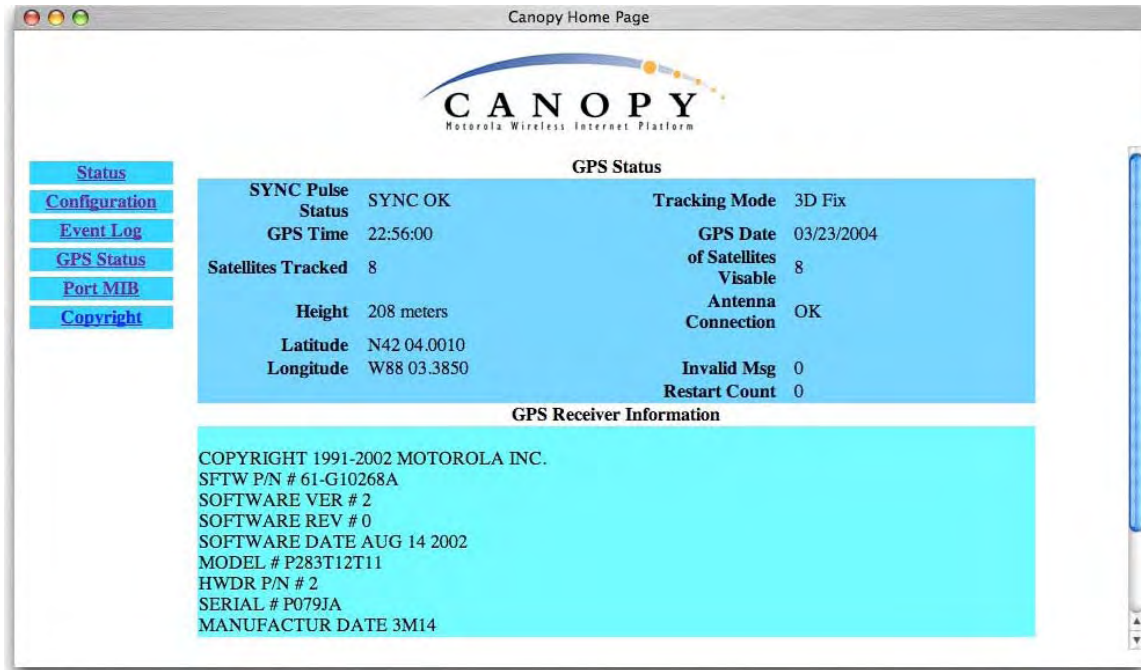 Canopy Home Page
CANOPY
Motorola Wireless Internet Platform
Status
Configuration
Event Log
GPS Status
Port MIB
Copyright
GPS Status
SYNC Pulse Status SYNC OK Tracking Mode 3D Fix
GPS Time 22:56:00 GPS Date 03/23/2004
Satellites Tracked 8 of Satellites Visable 8
Height 208 meters Antenna Connection OK
Latitude N42 04.0010
Longitude W88 03.3850 Invalid Msg 0
Restart Count 0
GPS Receiver Information
COPYRIGHT 1991-2002 MOTOROLA INC.
SFTW P/N # 61-G10268A
SOFTWARE VER # 2
SOFTWARE REV # 0
SOFTWARE DATE AUG 14 2002
MODEL # P283T12T11
HWDR P/N # 2
SERIAL # P079JA
MANUFACTUR DATE 3M14